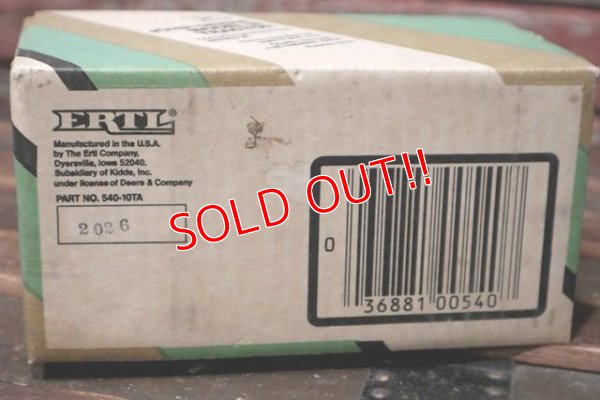 ERTL®
Manufactured in the U.S.A.
by The Ertl Company,
Dyersville, Iowa 52040.
Subsidiary of Kidde, Inc.
under license of Deere & Company
PART NO. 540-10TA
2026
SOLD OUT!!
0
36881 00540